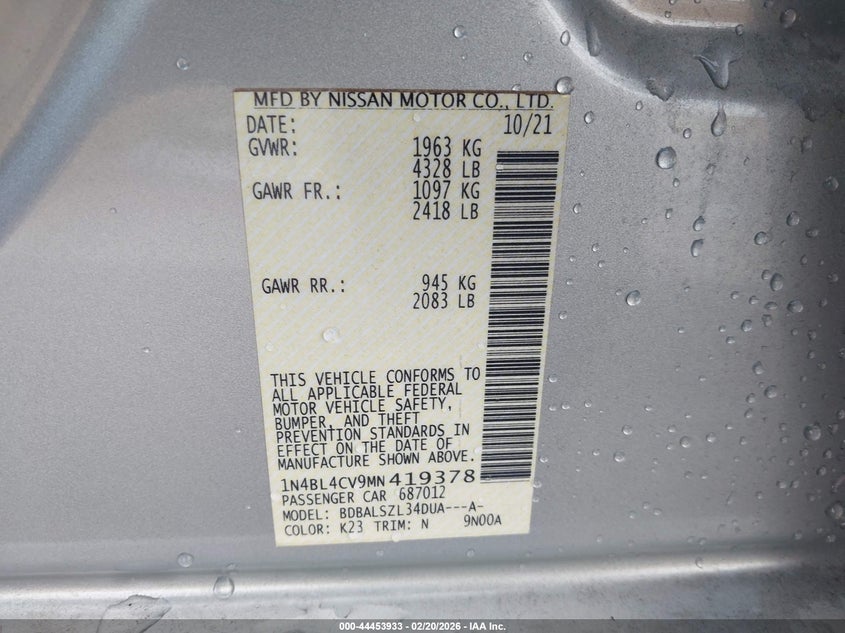 MFD BY NISSAN MOTOR CO., LTD.
DATE: 10/21
GVWR: 1963 KG
4328 LB
GAWR FR.: 1097 KG
2418 LB
GAWR RR.: 945 KG
2083 LB
THIS VEHICLE CONFORMS TO
ALL APPLICABLE FEDERAL
MOTOR VEHICLE SAFETY,
BUMPER, AND THEFT
PREVENTION STANDARDS IN
EFFECT ON THE DATE OF
MANUFACTURE SHOWN ABOVE.
1N4BL4CV9MN419378
PASSENGER CAR 687012
MODEL: BDBALSZL34DUA---A-
COLOR: K23 TRIM: N 9N00A
000-44453933 - 02/20/2026 - IAA Inc.